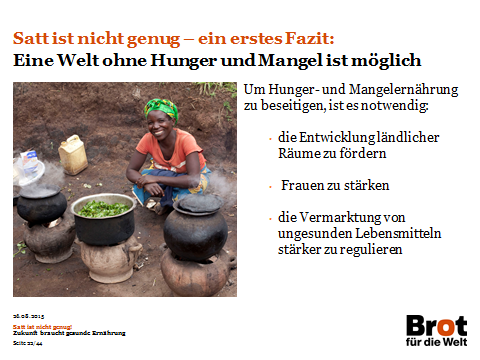 Satt ist nicht genug – ein erstes Fazit:
Eine Welt ohne Hunger und Mangel ist möglich
Um Hunger- und Mangelernährung
zu beseitigen, ist es notwendig:
• die Entwicklung ländlicher
Räume zu fördern
• Frauen zu stärken
• die Vermarktung von
ungesunden Lebensmitteln
stärker zu regulieren
26.08.2015
Satt ist nicht genug!
Zukunft braucht gesunde Ernährung
Seite 22/44
Brot
für die Welt